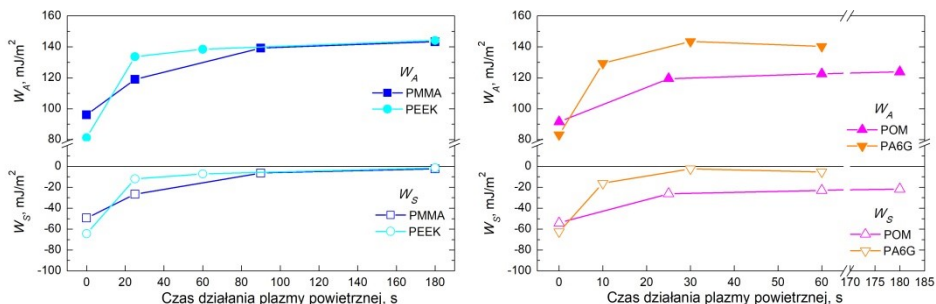 160
140
120
100
80
0
-20
-40
-60
-80
-100
W_A, mJ/m²
W_S, mJ/m²
W_A
PMMA
PEEK
W_S
PMMA
PEEK
0 20 40 60 80 100 120 140 160 180
Czas działania plazmy powietrznej, s
160
140
120
100
80
0
-20
-40
-60
-80
-100
W_A, mJ/m²
W_S, mJ/m²
W_A
POM
PA6G
W_S
POM
PA6G
0 10 20 30 40 50 60 170 175 180 185
Czas działania plazmy powietrznej, s